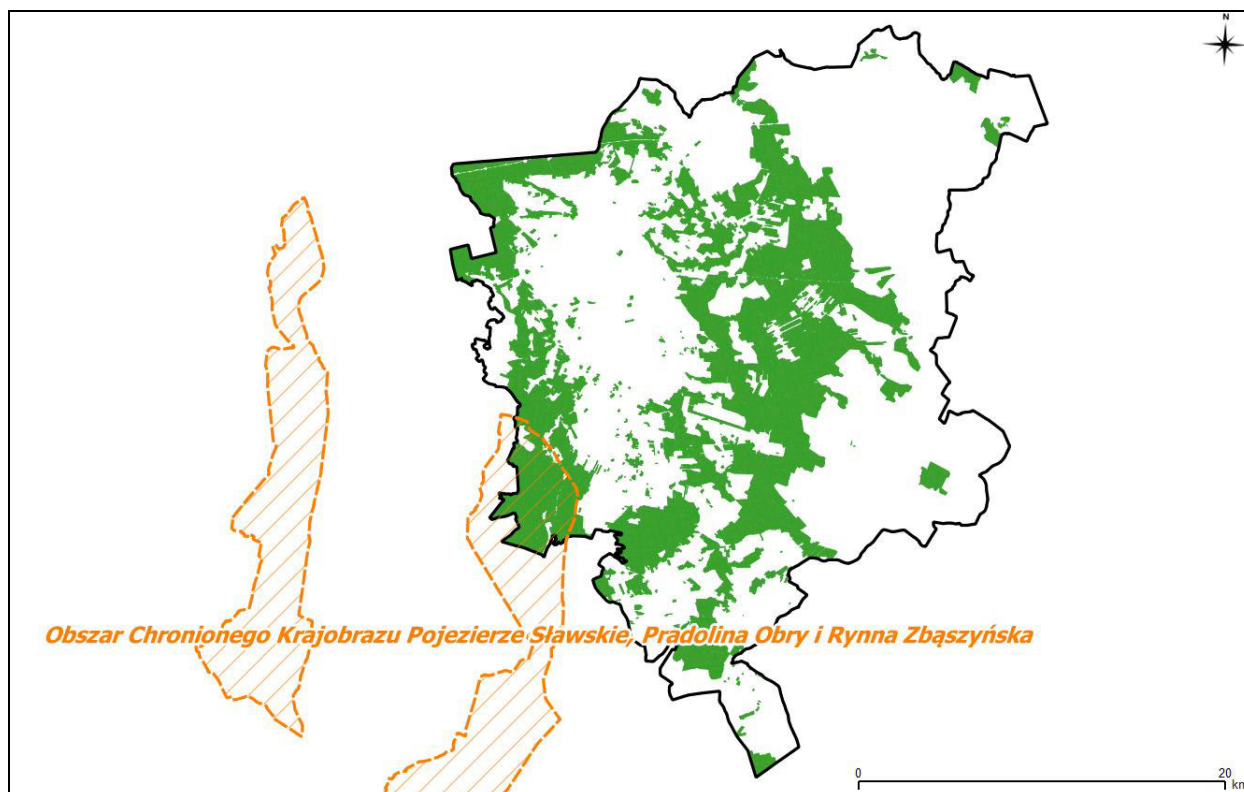 N
Obszar Chronionego Krajobrazu Pojezierze Sławskie, Pradolina Obry i Rynna Zbąszyńska
0 20
km